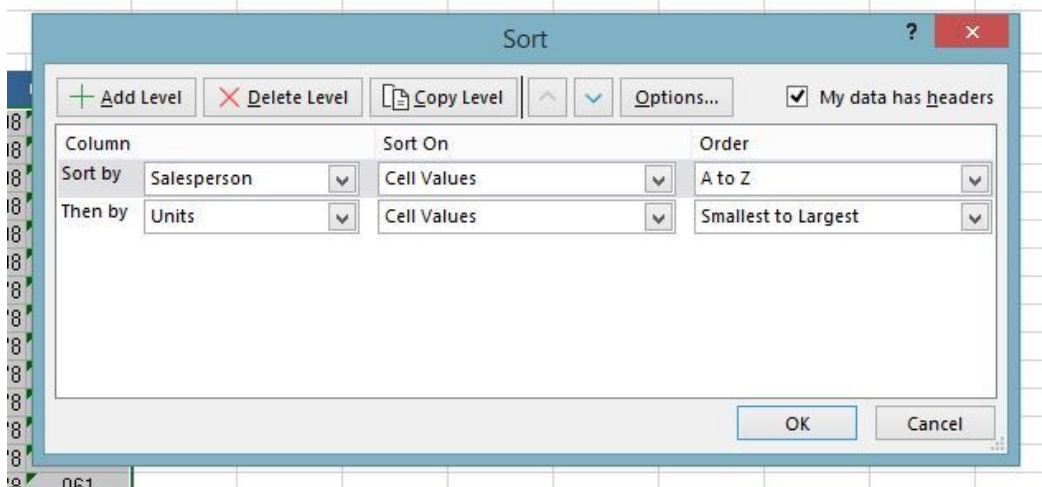 Sort
?
Add Level Delete Level Copy Level Options... My data has headers
Column Sort On Order
Sort by Salesperson Cell Values A to Z
Then by Units Cell Values Smallest to Largest
OK Cancel
061